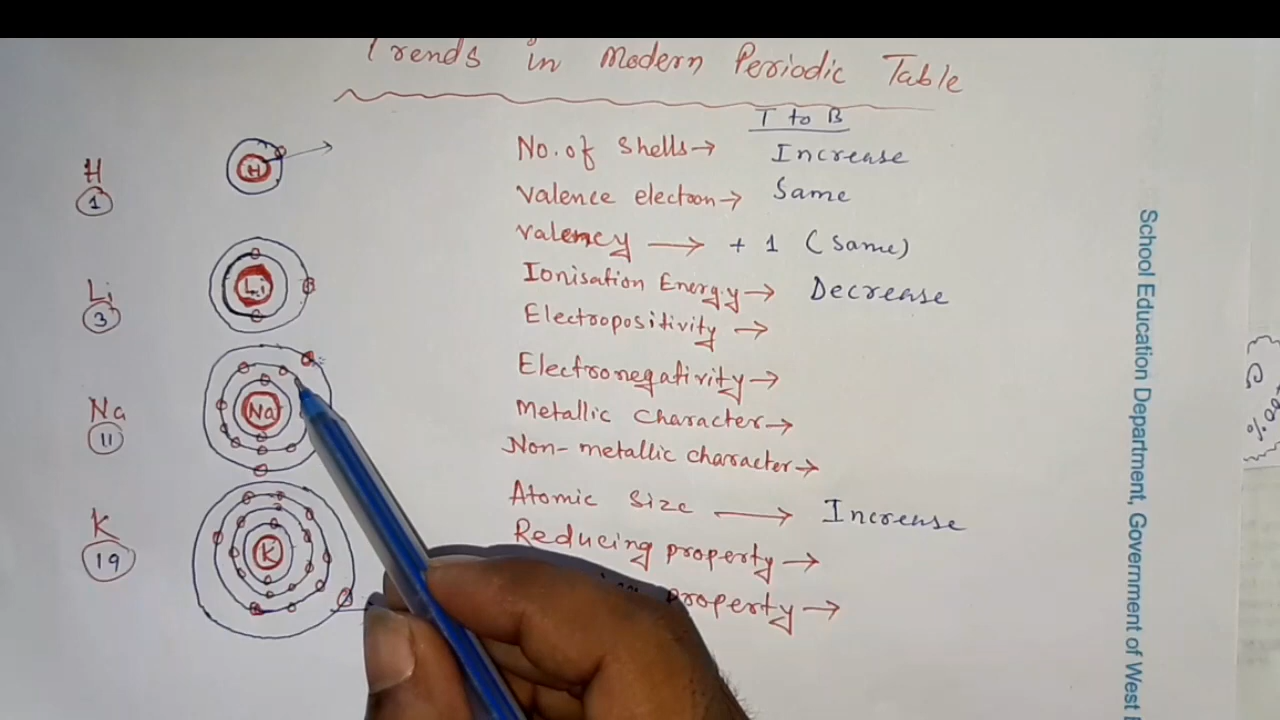 Trends in Modern Periodic Table
T to B
No. of Shells→ Increase
Valence electron→ Same
Valency → + 1 (Same)
Ionisation Energy→ Decrease
Electropositivity →
Electronegativity→
Metallic Character→
Non-metallic character→
Atomic Size → Increase
Reducing property→
property→
H
1
H
Li
3
Li
Na
11
Na
K
19
K
School Education Department, Government of West
%